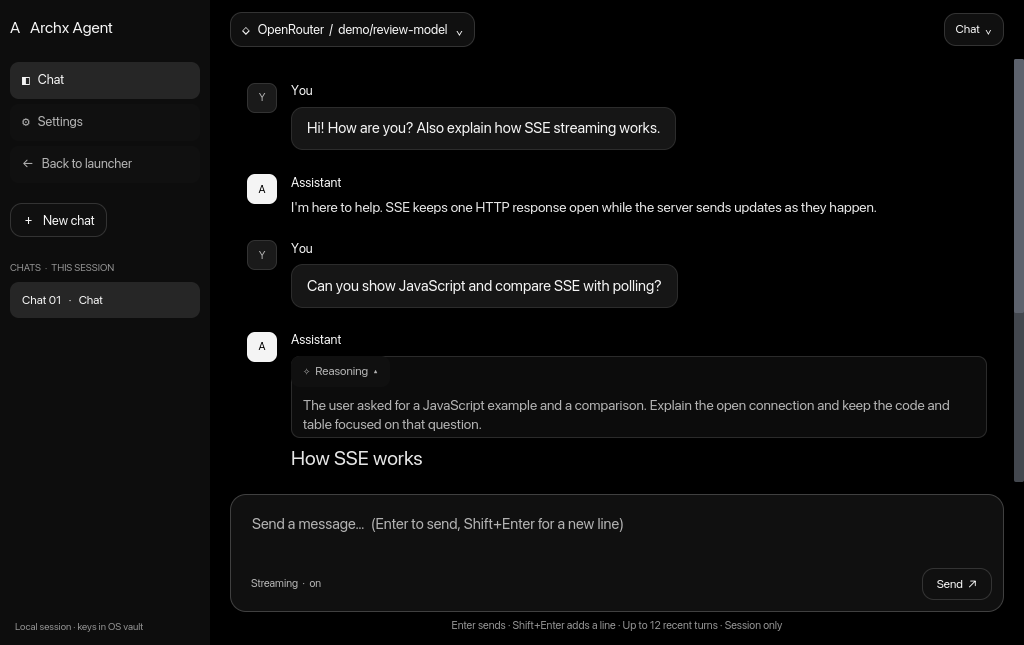 A Archx Agent
Chat
Settings
← Back to launcher
+ New chat
CHATS · THIS SESSION
Chat 01 · Chat
Local session · keys in OS vault
OpenRouter / demo/review-model
Chat
Y
You
Hi! How are you? Also explain how SSE streaming works.
A
Assistant
I'm here to help. SSE keeps one HTTP response open while the server sends updates as they happen.
Y
You
Can you show JavaScript and compare SSE with polling?
A
Assistant
Reasoning
The user asked for a JavaScript example and a comparison. Explain the open connection and keep the code and
table focused on that question.
How SSE works
Send a message... (Enter to send, Shift+Enter for a new line)
Streaming · on
Send ↗
Enter sends · Shift+Enter adds a line · Up to 12 recent turns · Session only